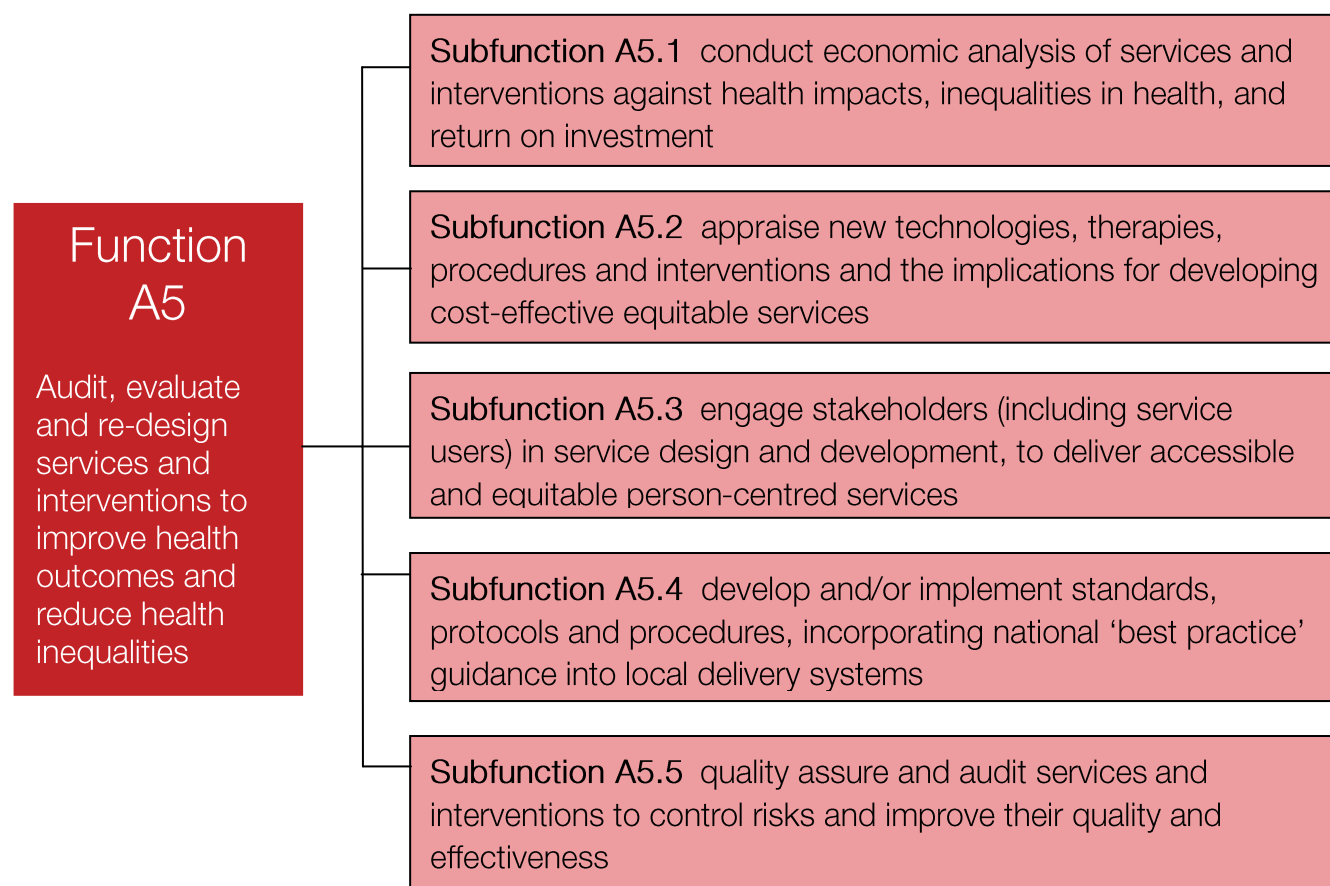 Function
A5
Audit, evaluate
and re-design
services and
interventions to
improve health
outcomes and
reduce health
inequalities
Subfunction A5.1 conduct economic analysis of services and
interventions against health impacts, inequalities in health, and
return on investment
Subfunction A5.2 appraise new technologies, therapies,
procedures and interventions and the implications for developing
cost-effective equitable services
Subfunction A5.3 engage stakeholders (including service
users) in service design and development, to deliver accessible
and equitable person-centred services
Subfunction A5.4 develop and/or implement standards,
protocols and procedures, incorporating national ‘best practice’
guidance into local delivery systems
Subfunction A5.5 quality assure and audit services and
interventions to control risks and improve their quality and
effectiveness